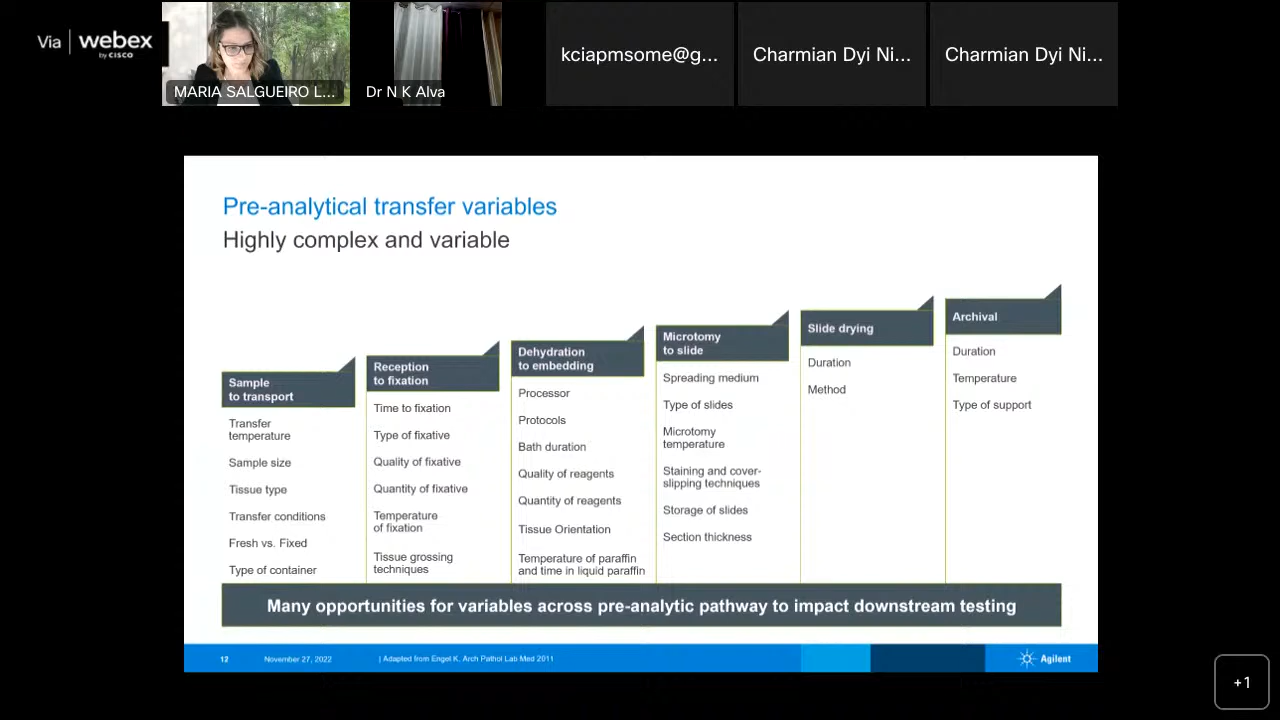 Via | webex
by CISCO
MARIA SALGUEIRO L...
Dr N K Alva
kciapmsome@g...
Charmian Dyi Ni...
Charmian Dyi Ni...
Pre-analytical transfer variables
Highly complex and variable
Sample
to transport
Transfer
temperature
Sample size
Tissue type
Transfer conditions
Fresh vs. Fixed
Type of container
Reception
to fixation
Time to fixation
Type of fixative
Quality of fixative
Quantity of fixative
Temperature
of fixation
Tissue grossing
techniques
Dehydration
to embedding
Processor
Protocols
Bath duration
Quality of reagents
Quantity of reagents
Tissue Orientation
Temperature of paraffin
and time in liquid paraffin
Microtomy
to slide
Spreading medium
Type of slides
Microtomy
temperature
Staining and cover-
slipping techniques
Storage of slides
Section thickness
Slide drying
Duration
Method
Archival
Duration
Temperature
Type of support
Many opportunities for variables across pre-analytic pathway to impact downstream testing
12 November 27, 2022 | Adapted from Engel K. Arch Pathol Lab Med 2011
Agilent
+1